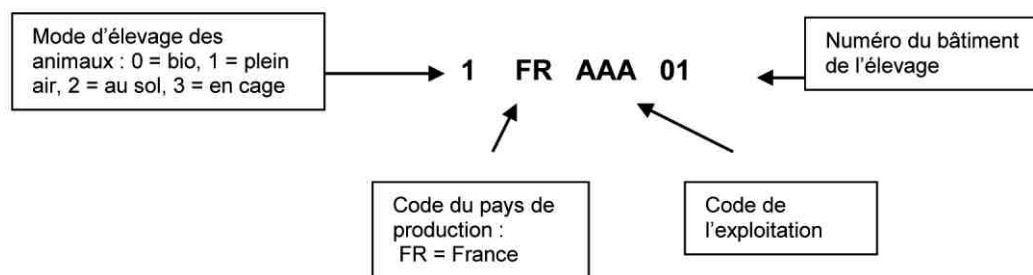 Mode d'élevage des
animaux : 0 = bio, 1 = plein
air, 2 = au sol, 3 = en cage
1 FR AAA 01
Numéro du bâtiment
de l'élevage
Code du pays de
production :
FR = France
Code de
l'exploitation